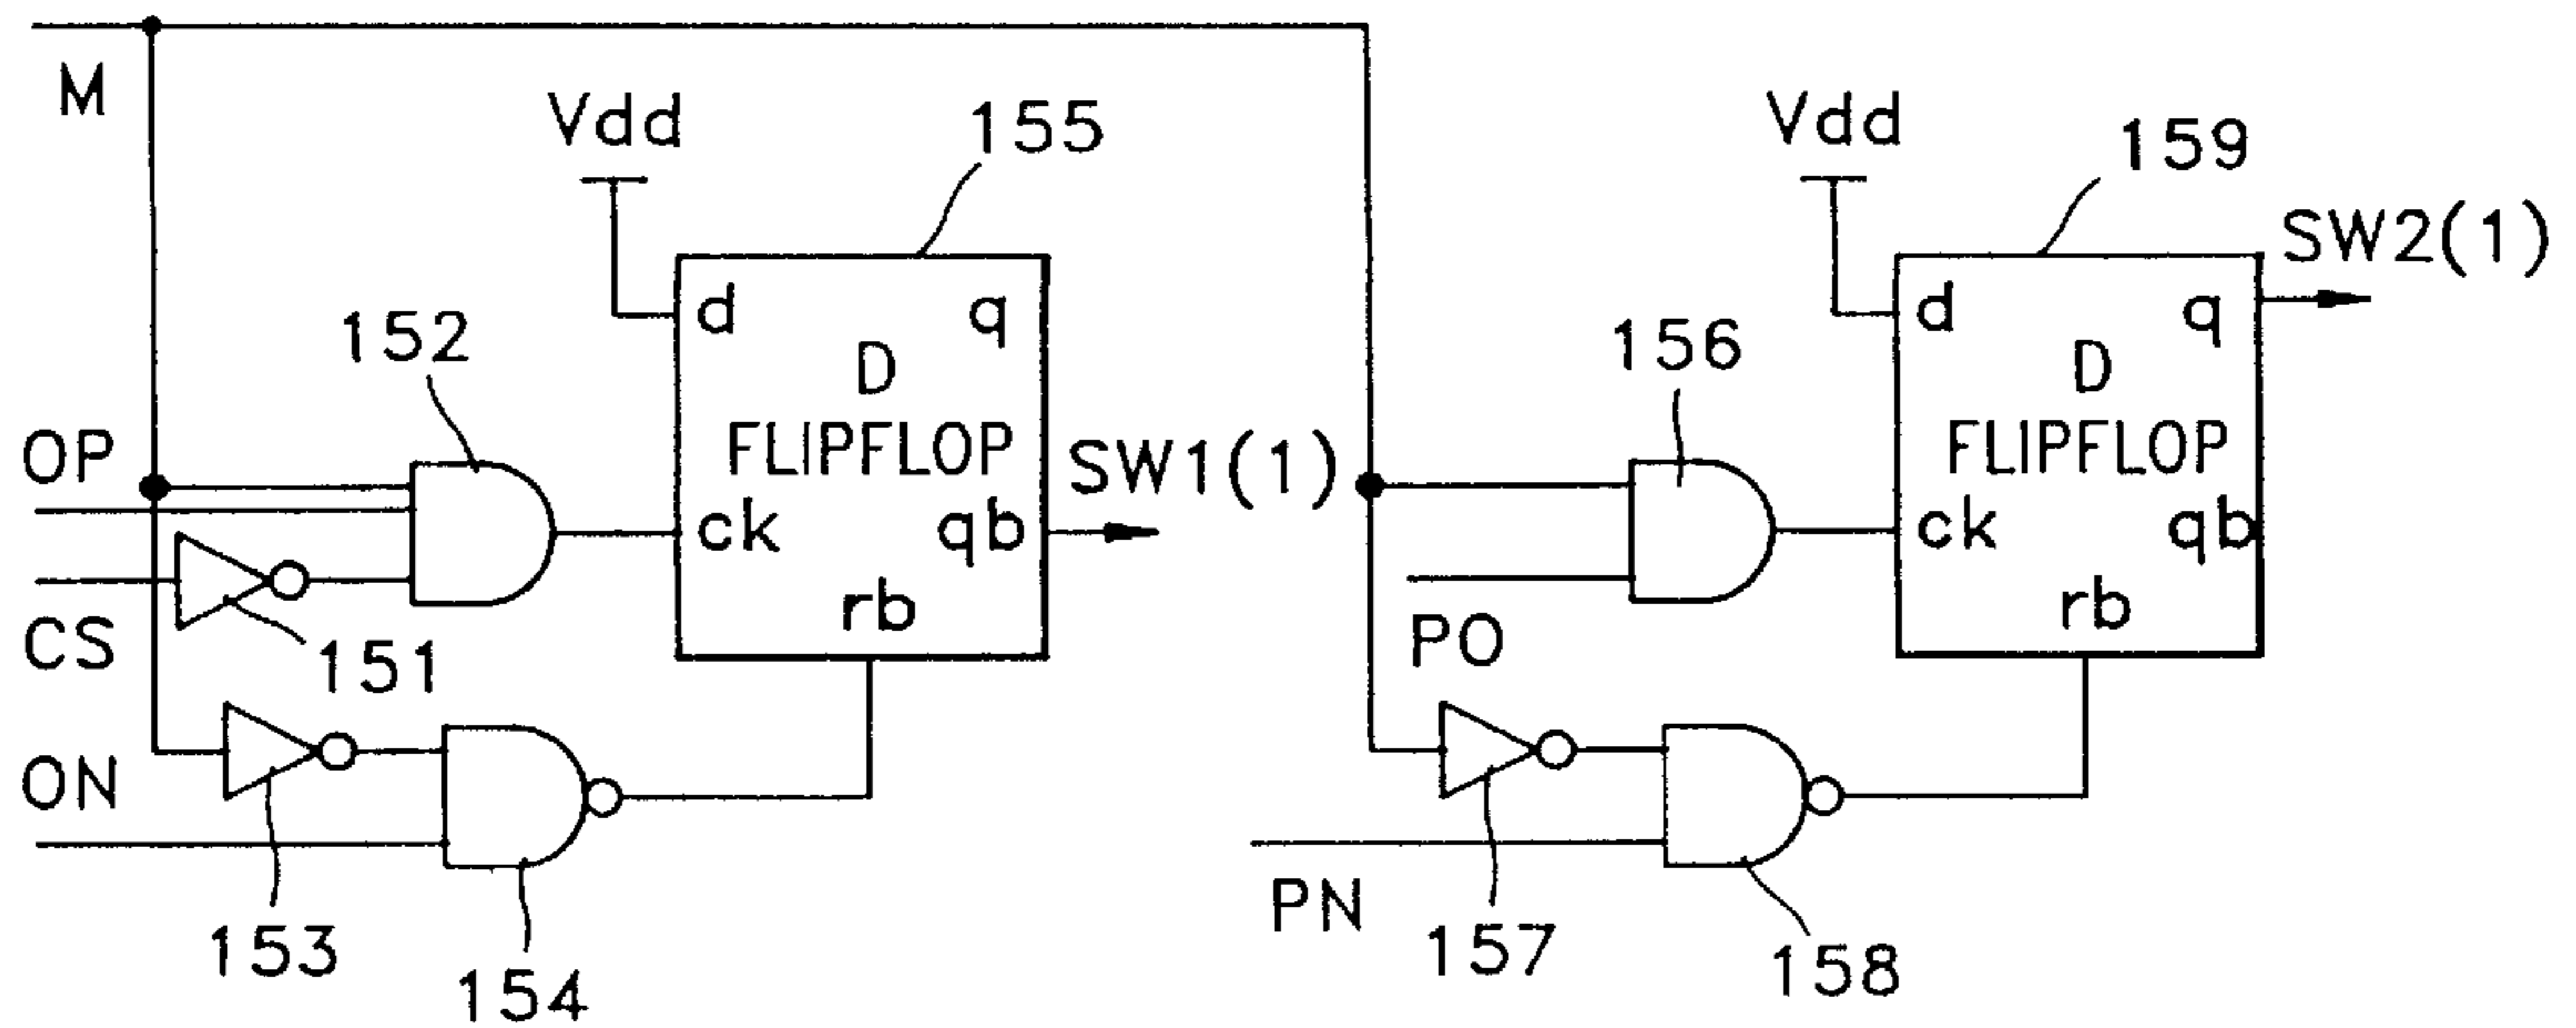 M
Vdd
155
Vdd
159
SW2(1)
152
d
q
D
FLIPFLOP
ck
qb
rb
156
d
q
D
FLIPFLOP
ck
qb
rb
OP
SW1(1)
CS
151
PO
ON
153
154
PN
157
158